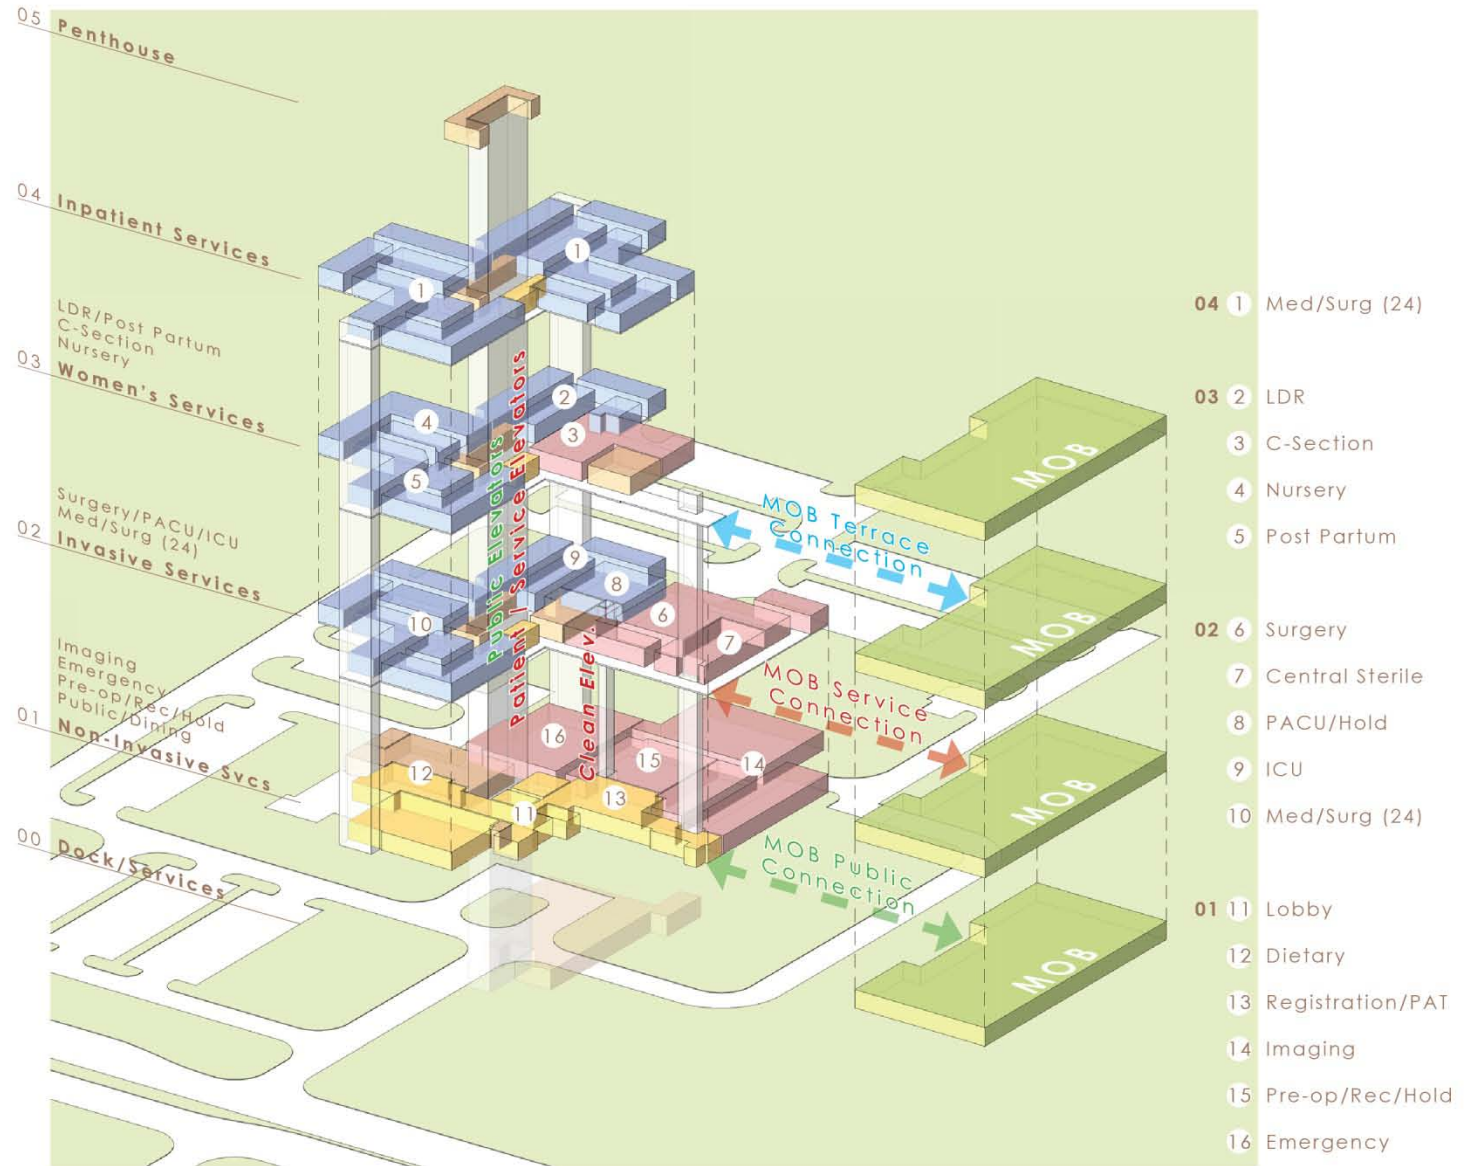 05
Penthouse
04
Inpatient Services
LDR/Post Partum
C-Section
Nursery
03
Women's Services
Surgery/PACU/ICU
Med/Surg (24)
02
Invasive Services
Imaging
Emergency
Pre-op/Rec/Hold
Public/Dining
01
Non-Invasive Svcs
00
Dock/Services
1
1
2
3
4
5
9
8
6
7
10
16
15
14
12
13
11
Public Elevators
Patient | Service Elevators
Clean Elev.
MOB Terrace
Connection
MOB Service
Connection
MOB Public
Connection
MOB
MOB
MOB
MOB
04 1 Med/Surg (24)
03 2 LDR
3 C-Section
4 Nursery
5 Post Partum
02 6 Surgery
7 Central Sterile
8 PACU/Hold
9 ICU
10 Med/Surg (24)
01 11 Lobby
12 Dietary
13 Registration/PAT
14 Imaging
15 Pre-op/Rec/Hold
16 Emergency